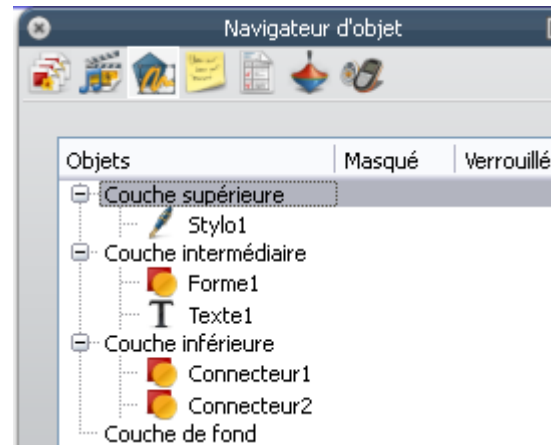 Navigateur d'objet
Objets Masqué Verrouillé
Couche supérieure
Stylo1
Couche intermédiaire
Forme1
Texte1
Couche inférieure
Connecteur1
Connecteur2
Couche de fond